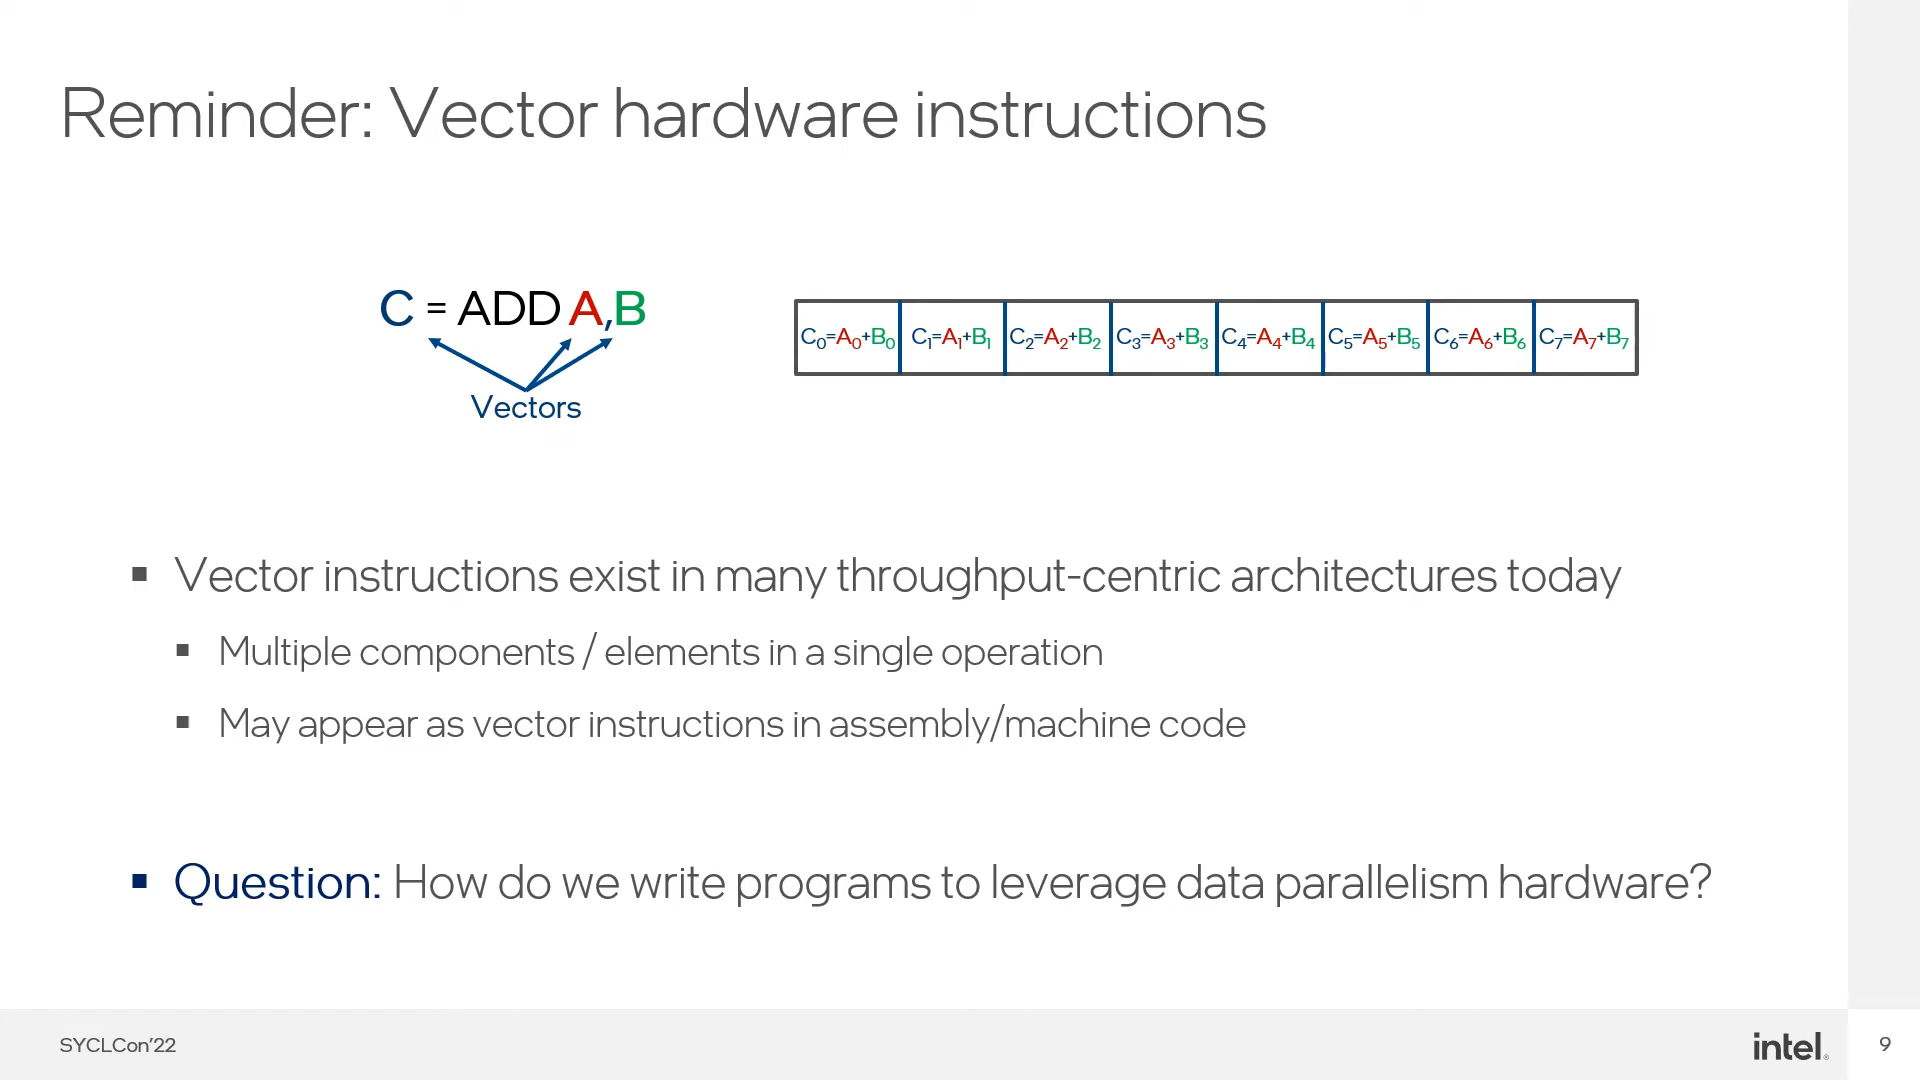 Reminder: Vector hardware instructions
C = ADD A,B
Vectors
C₀=A₀+B₀ C₁=A₁+B₁ C₂=A₂+B₂ C₃=A₃+B₃ C₄=A₄+B₄ C₅=A₅+B₅ C₆=A₆+B₆ C₇=A₇+B₇
▪ Vector instructions exist in many throughput-centric architectures today
▪ Multiple components / elements in a single operation
▪ May appear as vector instructions in assembly/machine code
▪ Question: How do we write programs to leverage data parallelism hardware?
SYCLCon’22
intel®
9